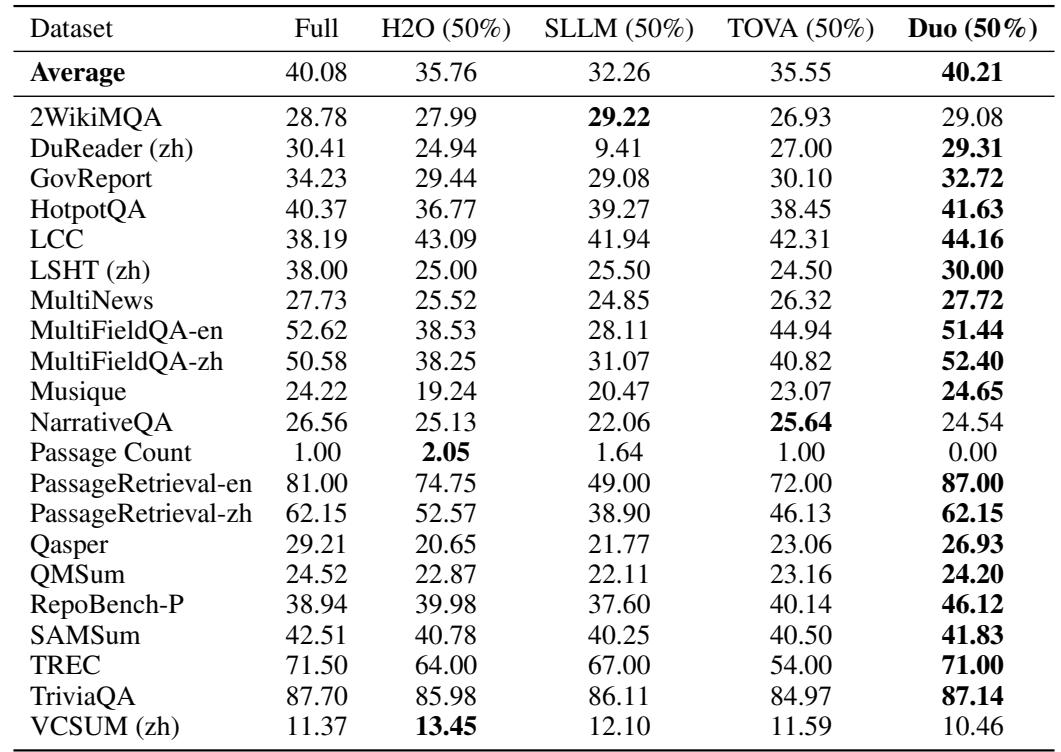 Dataset Full H2O (50%) SLLM (50%) TOVA (50%) Duo (50%)
Average 40.08 35.76 32.26 35.55 40.21
2WikiMQA 28.78 27.99 29.22 26.93 29.08
DuReader (zh) 30.41 24.94 9.41 27.00 29.31
GovReport 34.23 29.44 29.08 30.10 32.72
HotpotQA 40.37 36.77 39.27 38.45 41.63
LCC 38.19 43.09 41.94 42.31 44.16
LSHT (zh) 38.00 25.00 25.50 24.50 30.00
MultiNews 27.73 25.52 24.85 26.32 27.72
MultiFieldQA-en 52.62 38.53 28.11 44.94 51.44
MultiFieldQA-zh 50.58 38.25 31.07 40.82 52.40
Musique 24.22 19.24 20.47 23.07 24.65
NarrativeQA 26.56 25.13 22.06 25.64 24.54
Passage Count 1.00 2.05 1.64 1.00 0.00
PassageRetrieval-en 81.00 74.75 49.00 72.00 87.00
PassageRetrieval-zh 62.15 52.57 38.90 46.13 62.15
Qasper 29.21 20.65 21.77 23.06 26.93
QMSum 24.52 22.87 22.11 23.16 24.20
RepoBench-P 38.94 39.98 37.60 40.14 46.12
SAMSum 42.51 40.78 40.25 40.50 41.83
TREC 71.50 64.00 67.00 54.00 71.00
TriviaQA 87.70 85.98 86.11 84.97 87.14
VCSUM (zh) 11.37 13.45 12.10 11.59 10.46